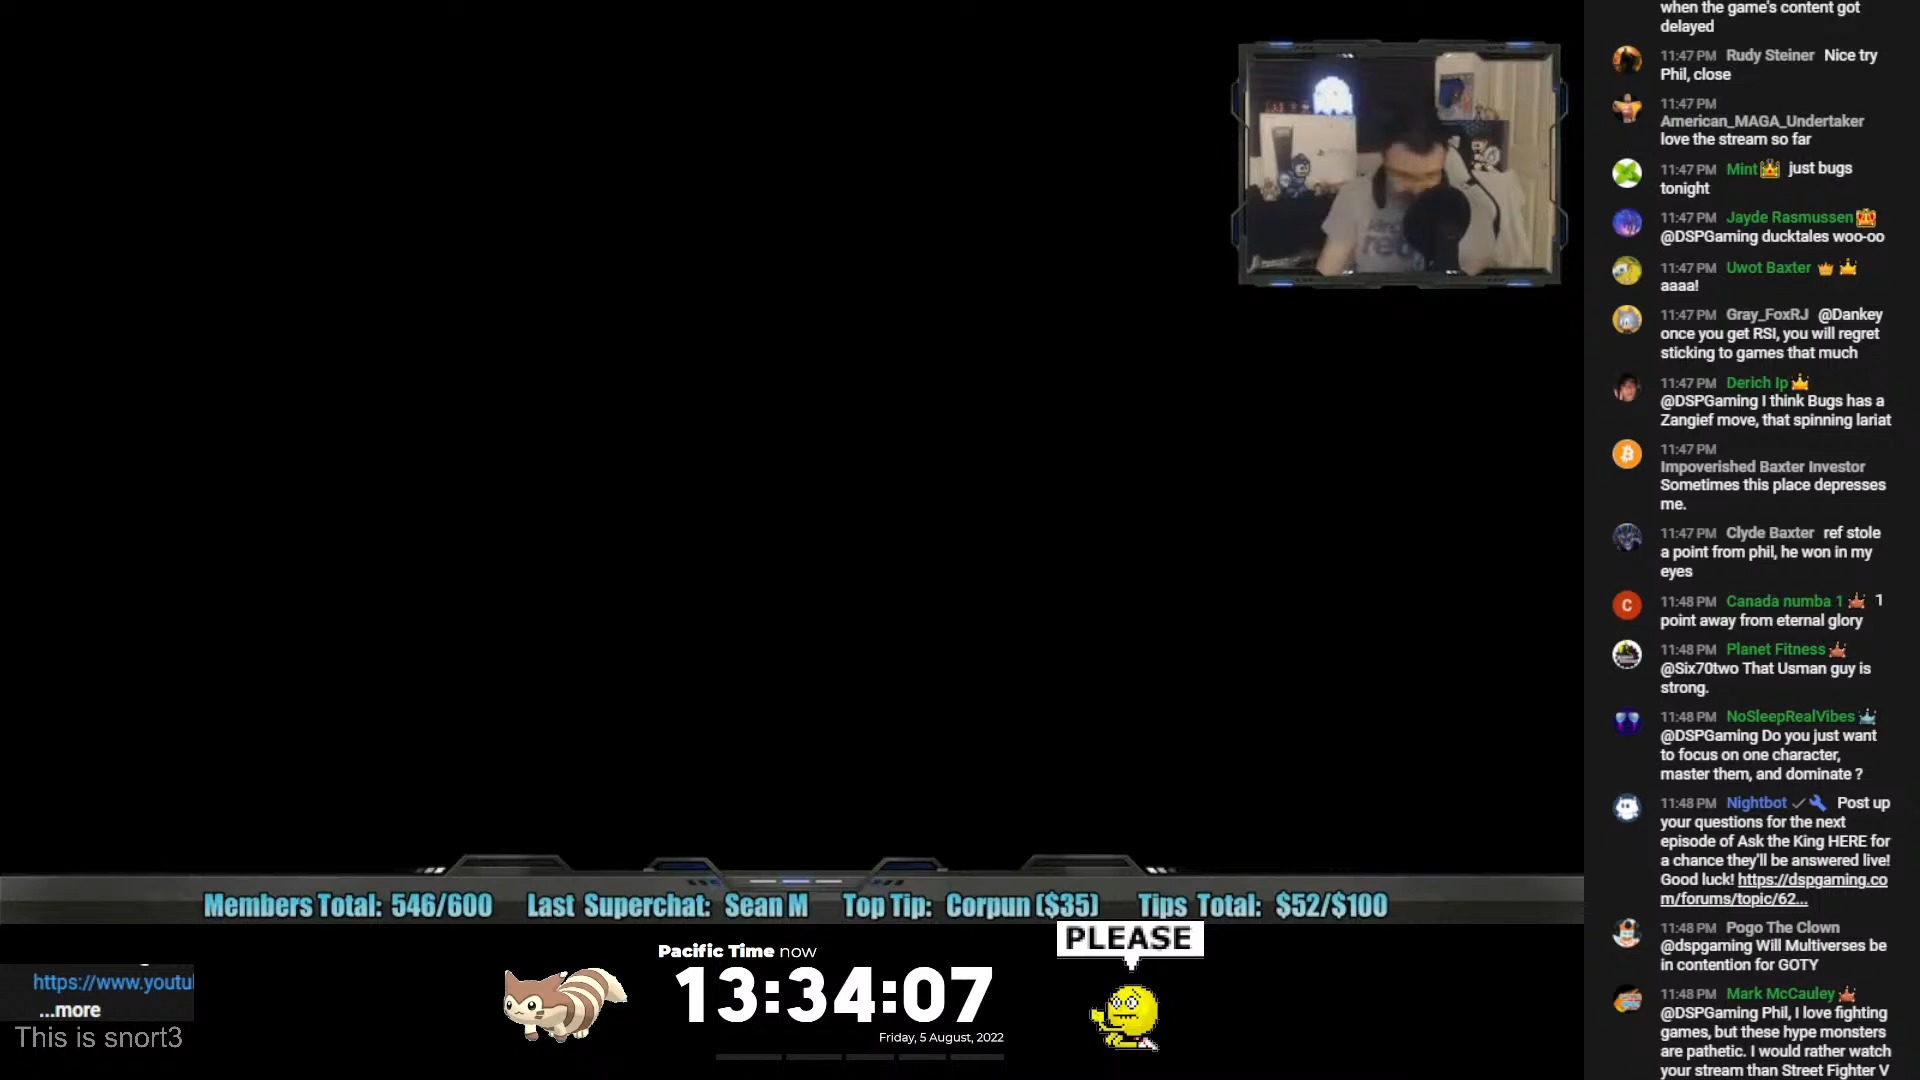 when the game's content got
delayed
11:47 PM Rudy Steiner Nice try
Phil, close
11:47 PM
American_MAGA_Undertaker
love the stream so far
11:47 PM Mint just bugs
tonight
11:47 PM Jayde Rasmussen
@DSPGaming ducktales woo-oo
11:47 PM Uwot Baxter
aaaa!
11:47 PM Gray_FoxRJ @Dankey
once you get RSI, you will regret
sticking to games that much
11:47 PM Derich Ip
@DSPGaming I think Bugs has a
Zangief move, that spinning lariat
11:47 PM
Impoverished Baxter Investor
Sometimes this place depresses
me.
11:47 PM Clyde Baxter ref stole
a point from phil, he won in my
eyes
C
11:48 PM Canada numba 1 1
point away from eternal glory
11:48 PM Planet Fitness
@Six70two That Usman guy is
strong.
11:48 PM NoSleepRealVibes
@DSPGaming Do you just want
to focus on one character,
master them, and dominate ?
11:48 PM Nightbot Post up
your questions for the next
episode of Ask the King HERE for
a chance they'll be answered live!
Good luck! https://dspgaming.co
m/forums/topic/62...
11:48 PM Pogo The Clown
@dspgaming Will Multiverses be
in contention for GOTY
11:48 PM Mark McCauley
@DSPGaming Phil, I love fighting
games, but these hype monsters
are pathetic. I would rather watch
your stream than Street Fighter V
Members Total: 546/600 Last Superchat: Sean M Top Tip: Corpun ($35) Tips Total: $52/$100
PLEASE
Pacific Time now
13:34:07
Friday, 5 August, 2022
https://www.youtu
...more
This is snort3